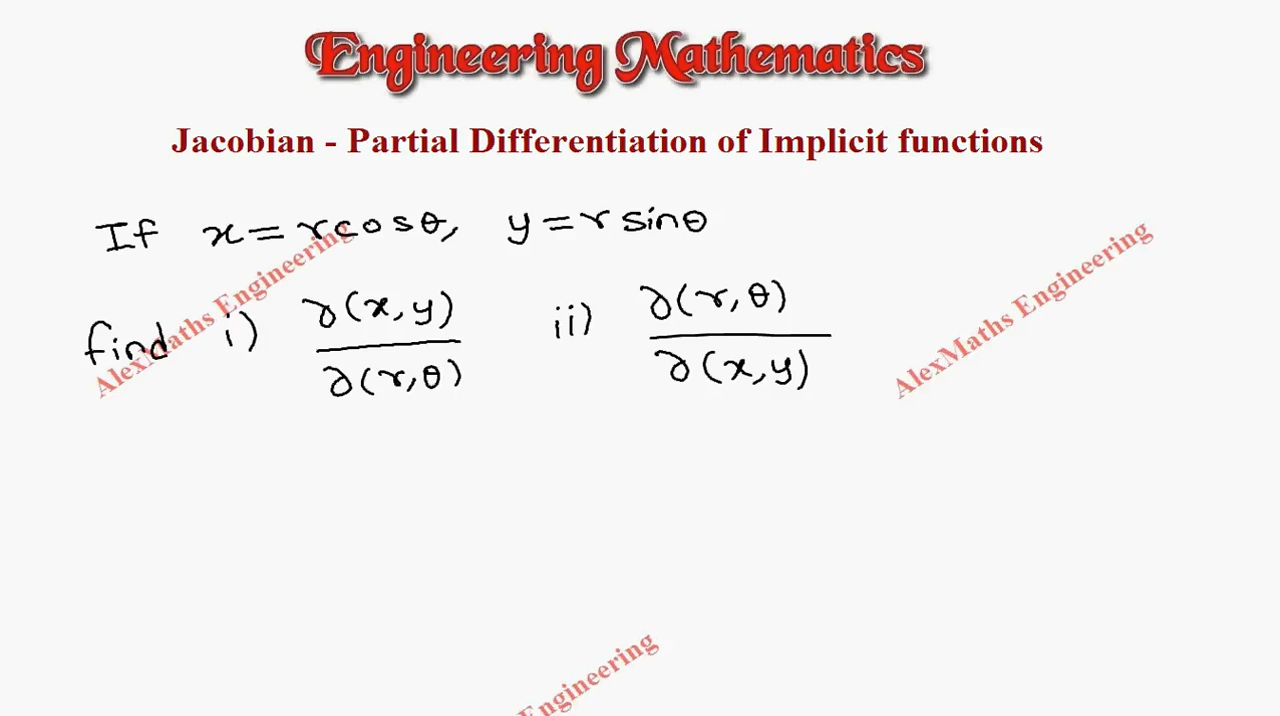 Engineering Mathematics
Jacobian - Partial Differentiation of Implicit functions
If x = r cos θ, y = r sin θ
find i) ∂(x,y) / ∂(r,θ) ii) ∂(r,θ) / ∂(x,y)
AlexMaths Engineering
AlexMaths Engineering
Engineering